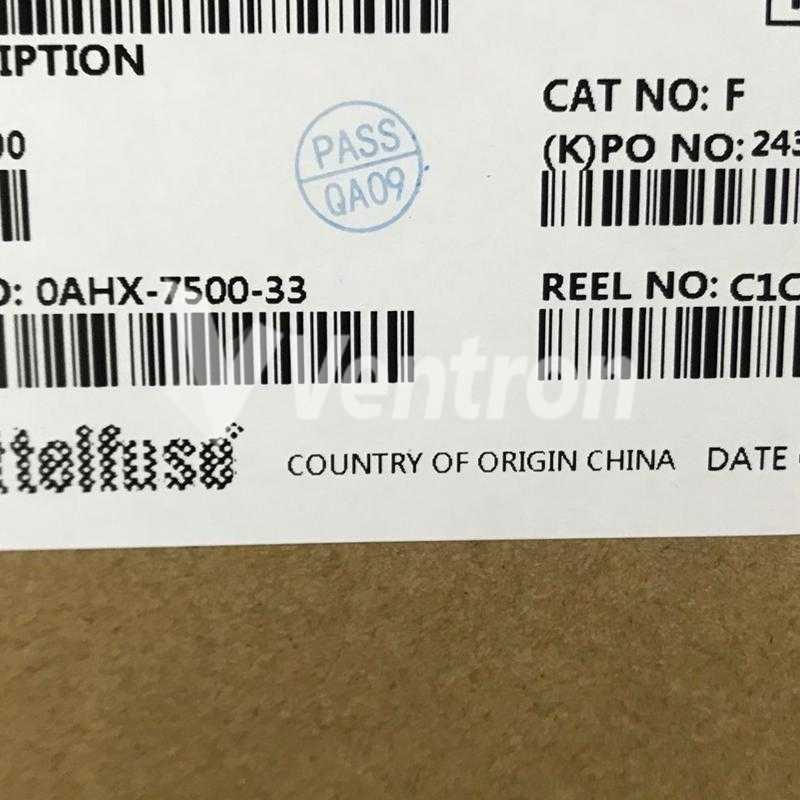 IPTION
CAT NO: F
00
PASS
QA09
(K)PO NO: 243
O: 0AHX-7500-33
REEL NO: C1C
Ventron
ttelfuse
COUNTRY OF ORIGIN CHINA DATE